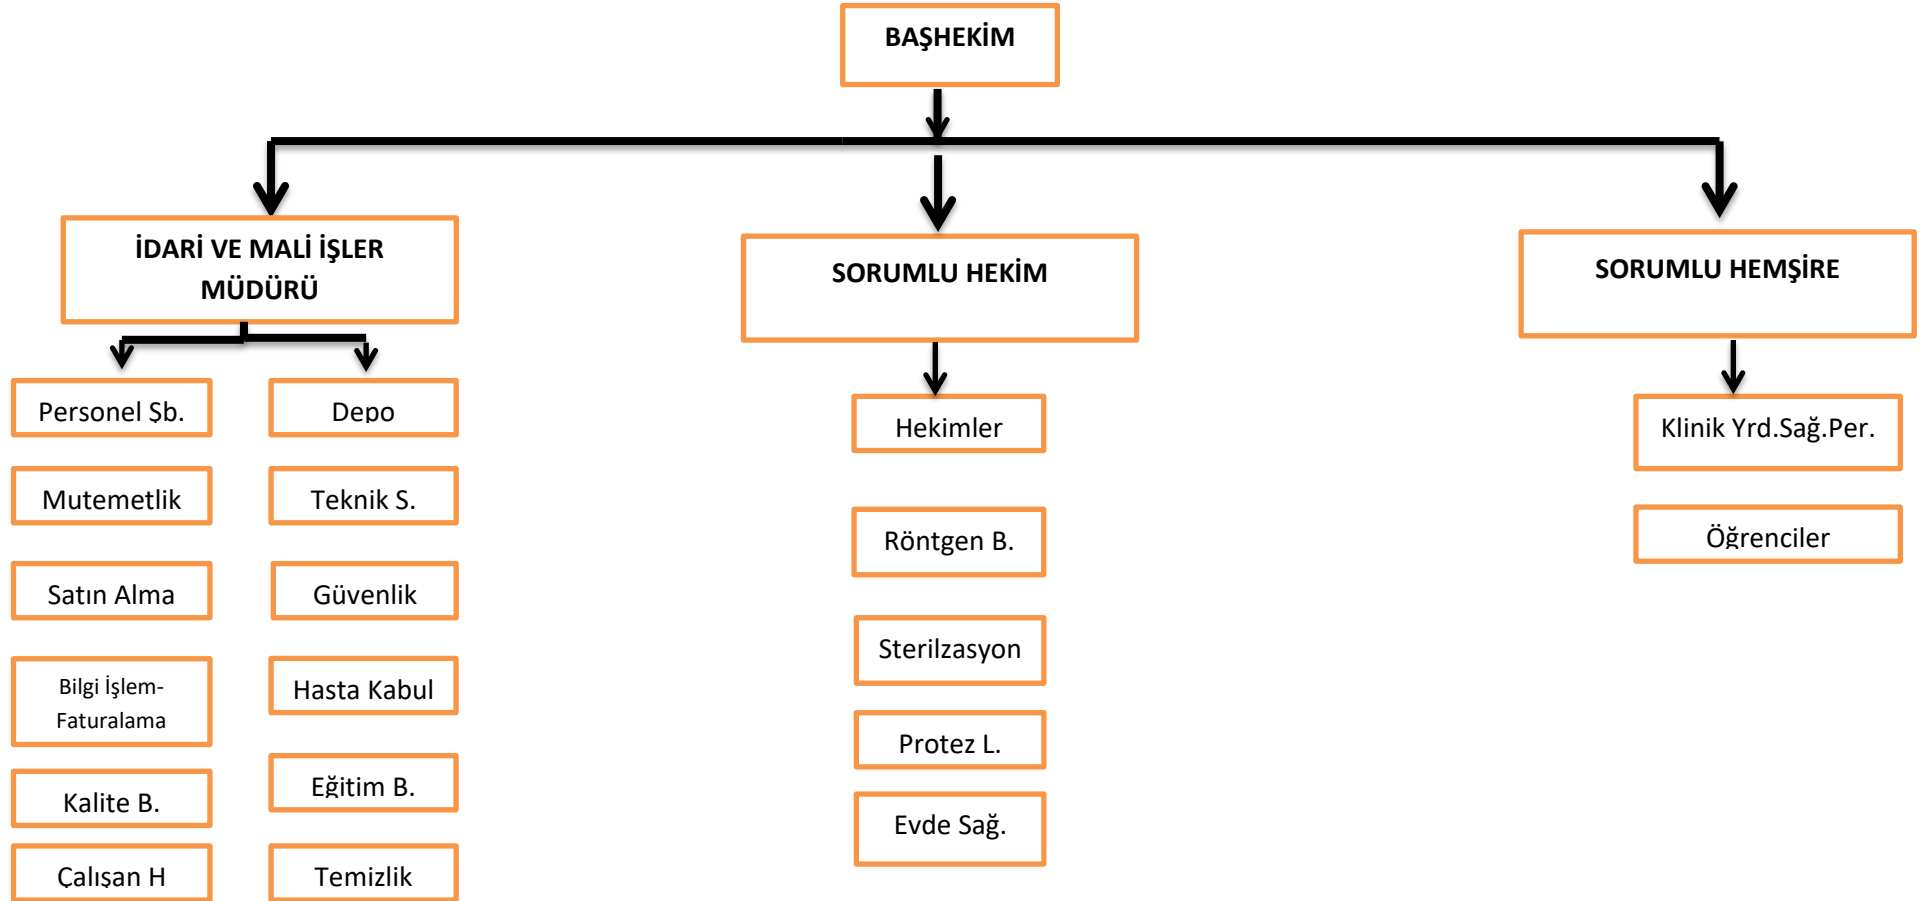 BAŞHEKİM
İDARİ VE MALİ İŞLER
MÜDÜRÜ
SORUMLU HEKİM
SORUMLU HEMŞİRE
Personel Şb.
Depo
Hekimler
Klinik Yrd.Sağ.Per.
Mutemetlik
Teknik S.
Röntgen B.
Öğrenciler
Satın Alma
Güvenlik
Sterilzasyon
Bilgi İşlem-
Faturalama
Hasta Kabul
Protez L.
Kalite B.
Eğitim B.
Evde Sağ.
Çalışan H
Temizlik